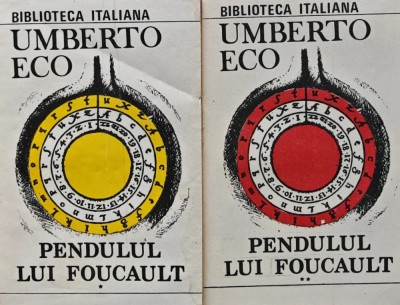 BIBLIOTECA ITALIANA
UMBERTO
ECO
PENDULUL
LUI FOUCAULT
*
BIBLIOTECA ITALIANA
UMBERTO
ECO
PENDULUL
LUI FOUCAULT
**